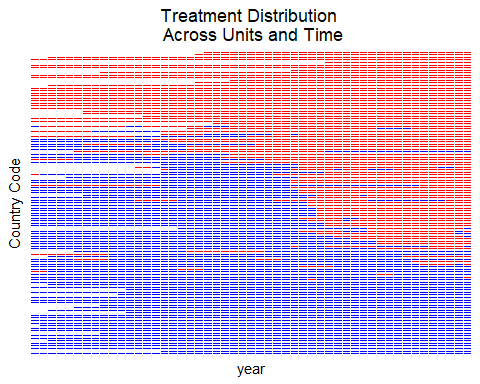 Treatment Distribution
Across Units and Time
Country Code
year